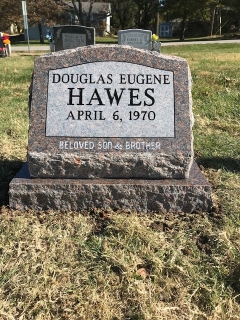 DOUGLAS EUGENE
HAWES
APRIL 6, 1970
BELOVED SON & BROTHER